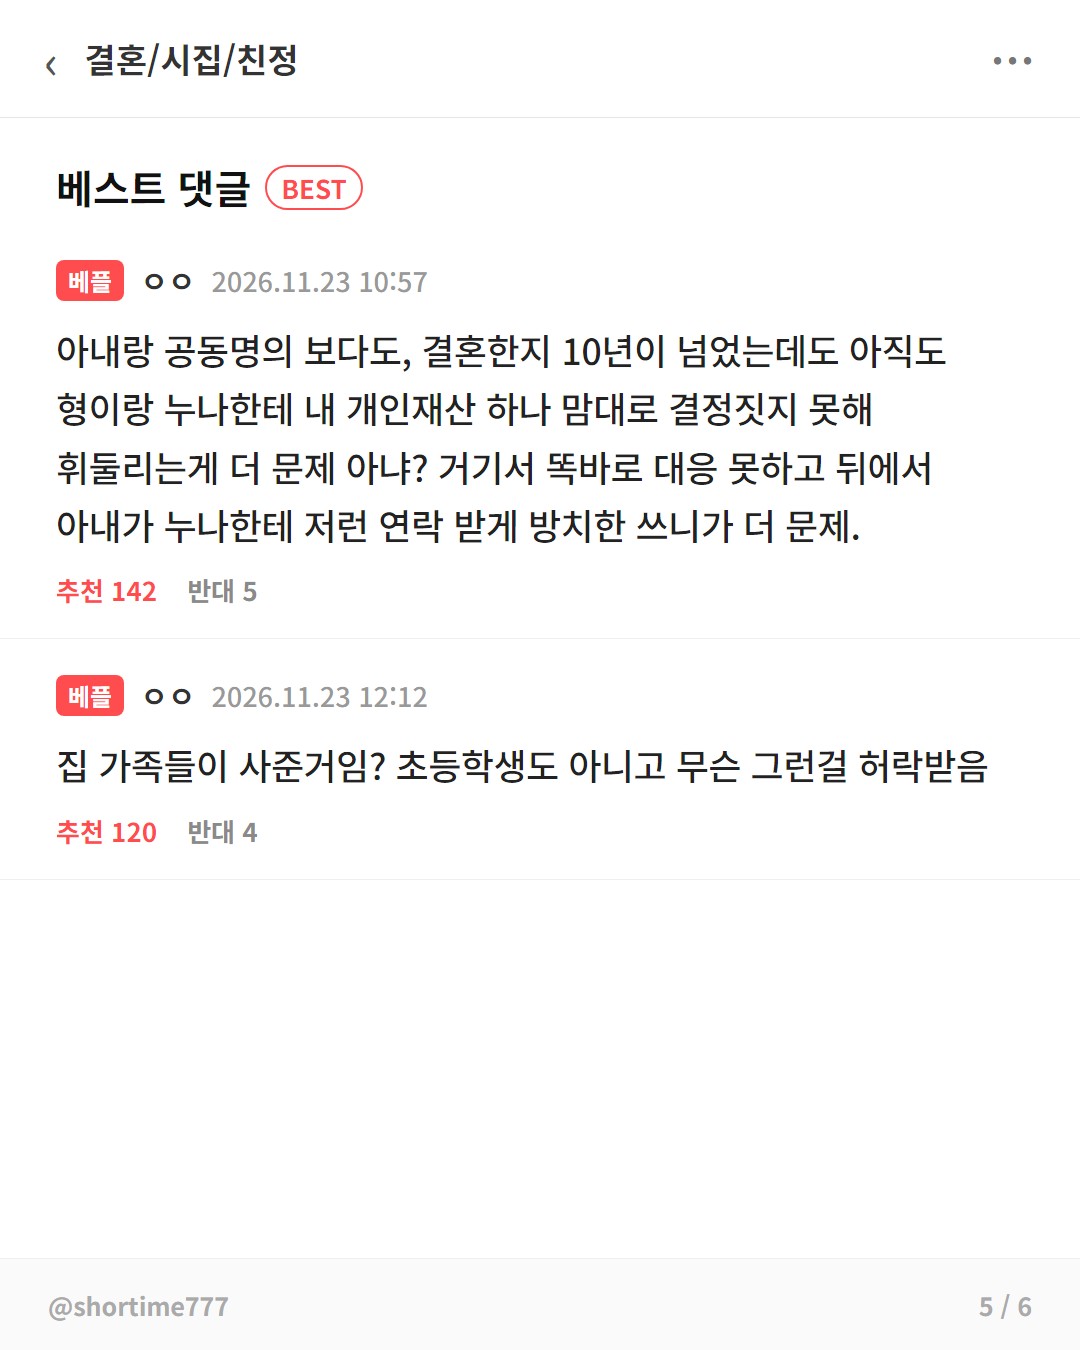 ‹ 결혼/시집/친정 •••
베스트 댓글 BEST
베플 ㅇㅇ 2026.11.23 10:57
아내랑 공동명의 보다도, 결혼한지 10년이 넘었는데도 아직도
형이랑 누나한테 내 개인재산 하나 맘대로 결정짓지 못해
휘둘리는게 더 문제 아냐? 거기서 똑바로 대응 못하고 뒤에서
아내가 누나한테 저런 연락 받게 방치한 쓰니가 더 문제.
추천 142 반대 5
베플 ㅇㅇ 2026.11.23 12:12
집 가족들이 사준거임? 초등학생도 아니고 무슨 그런걸 허락받음
추천 120 반대 4
@shortime777 5 / 6